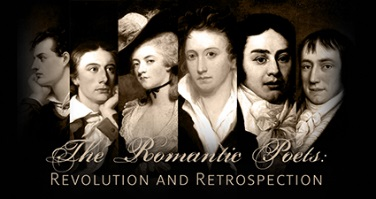 The Romantic Poets:
Revolution and Retrospection